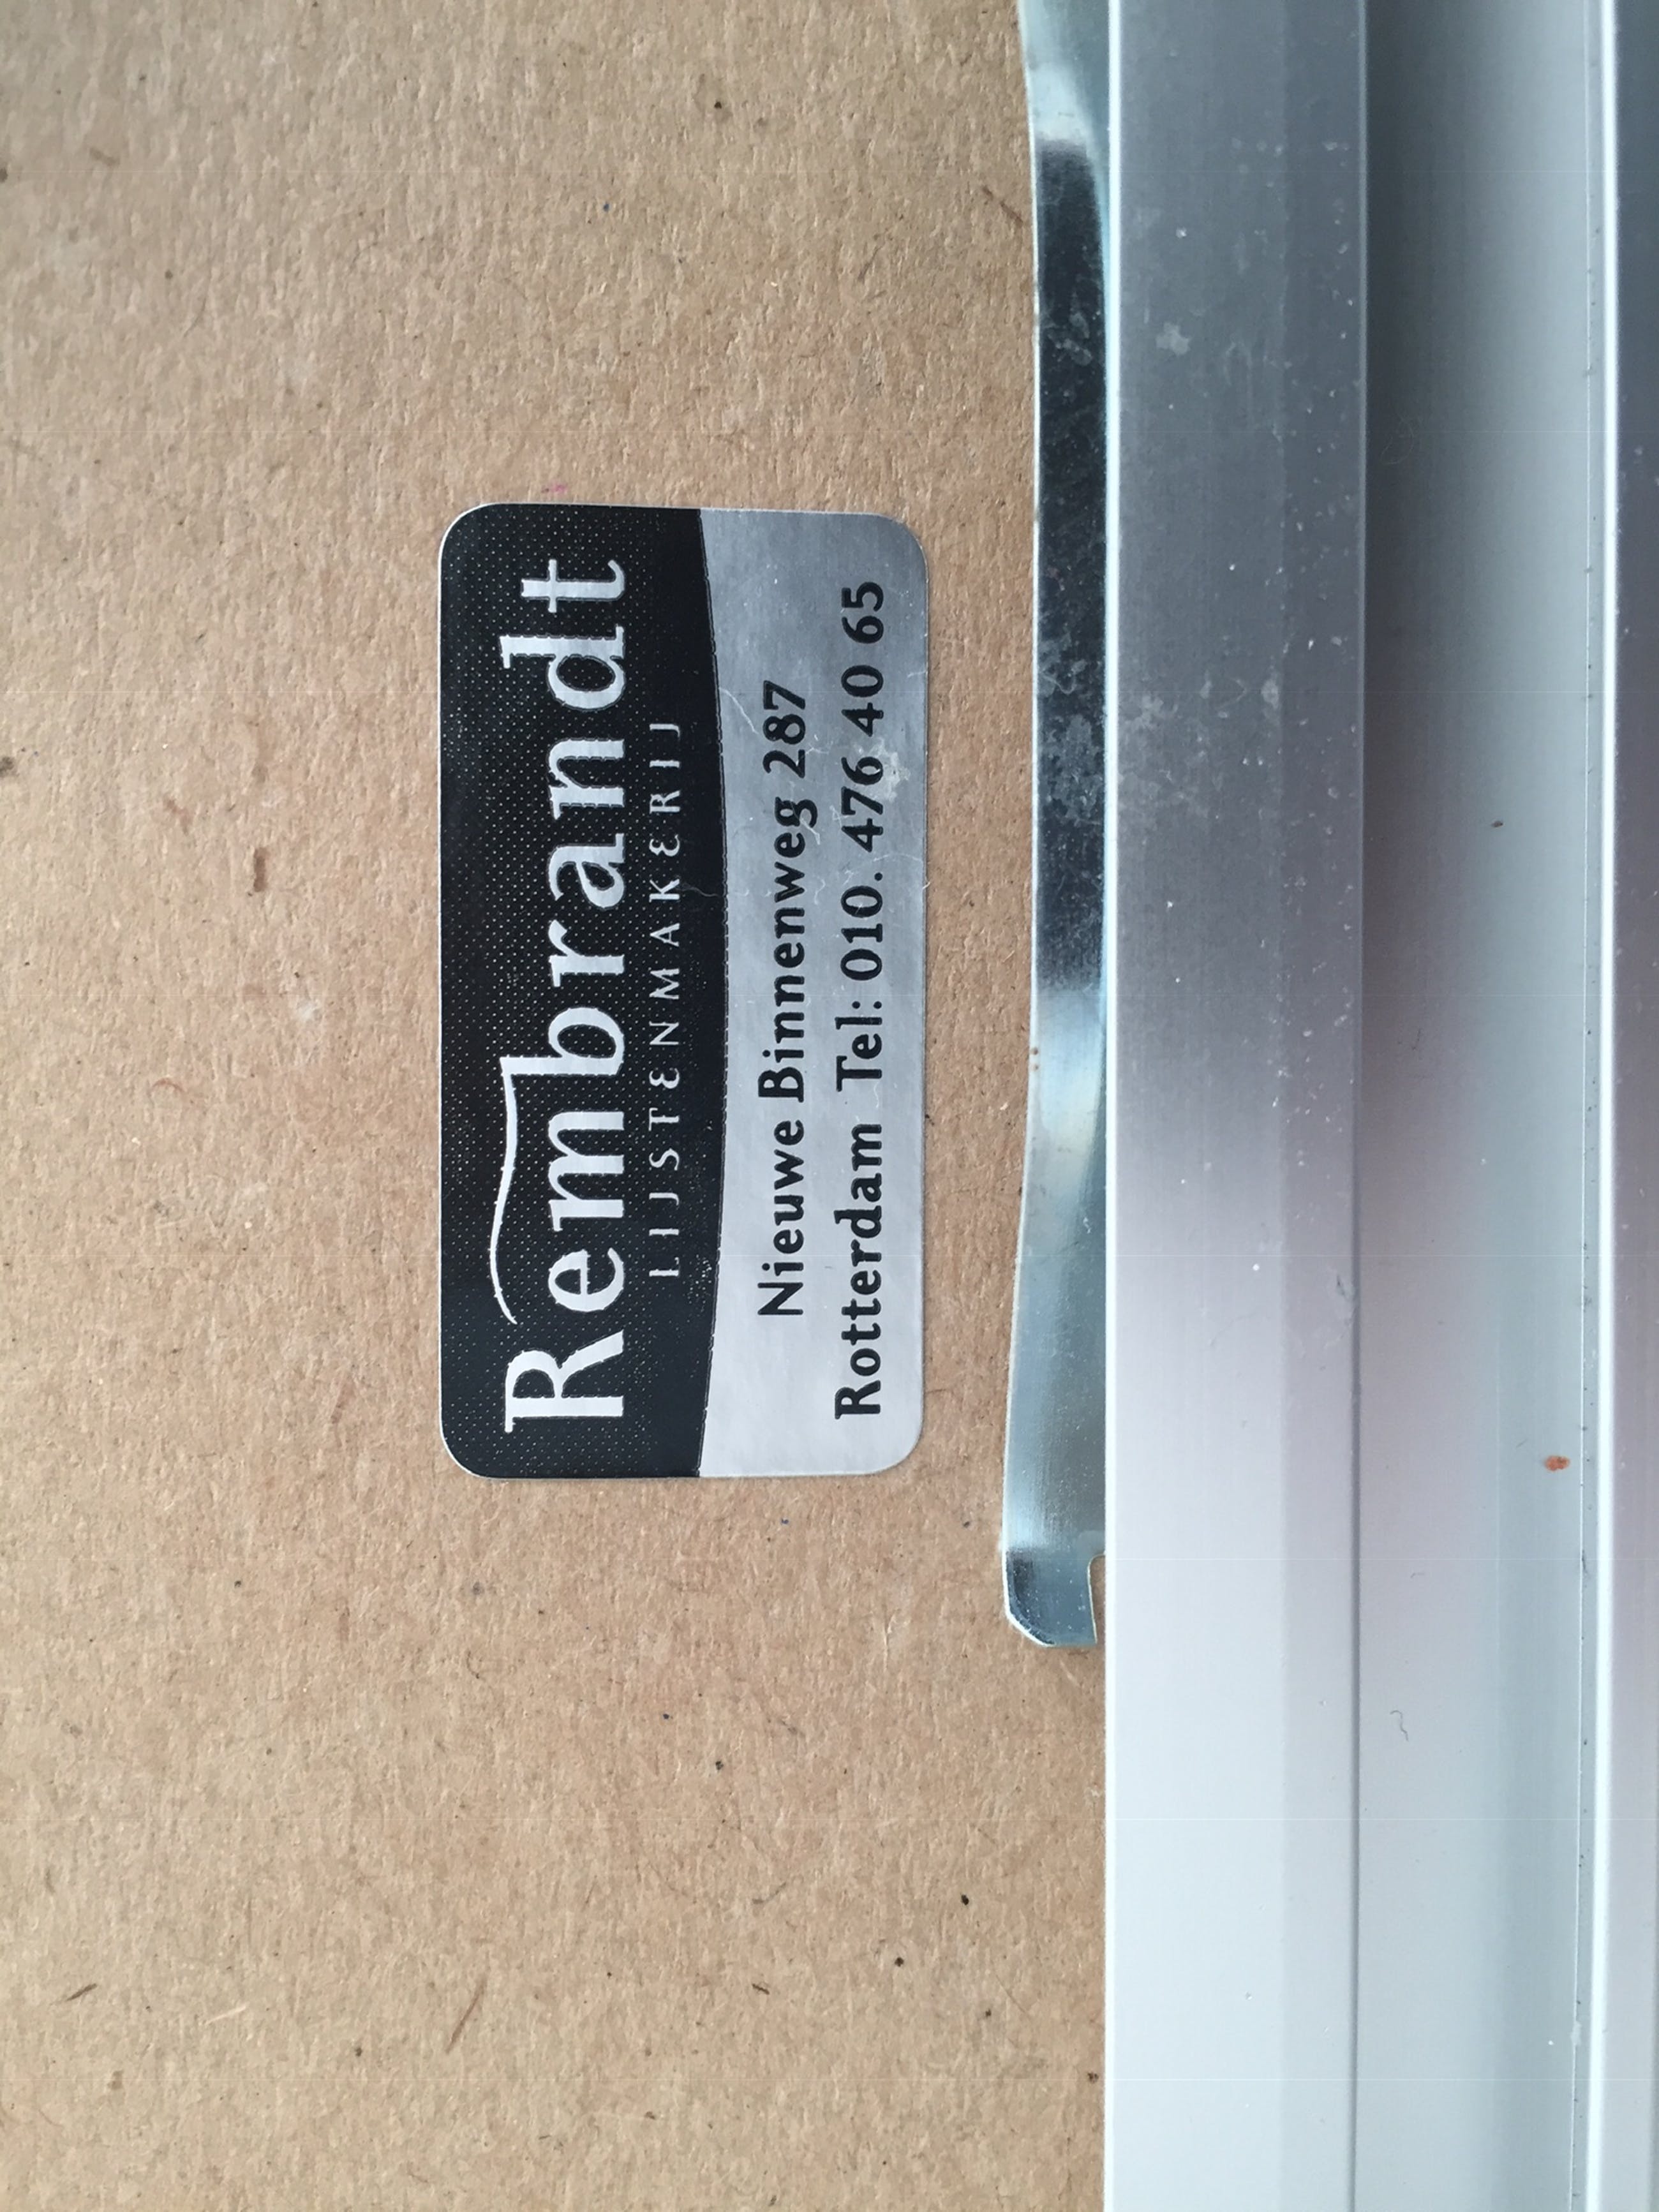 Rembrandt
LIJSTENMAKERIJ
Nieuwe Binnenweg 287
Rotterdam Tel: 010. 476 40 65